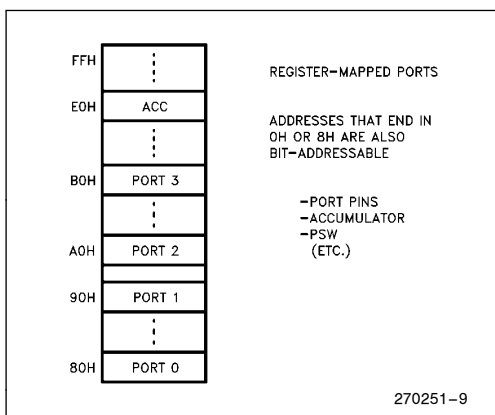 FFH
E0H
ACC
B0H
PORT 3
A0H
PORT 2
90H
PORT 1
80H
PORT 0
REGISTER-MAPPED PORTS
ADDRESSES THAT END IN
0H OR 8H ARE ALSO
BIT-ADDRESSABLE
-PORT PINS
-ACCUMULATOR
-PSW
(ETC.)
270251-9